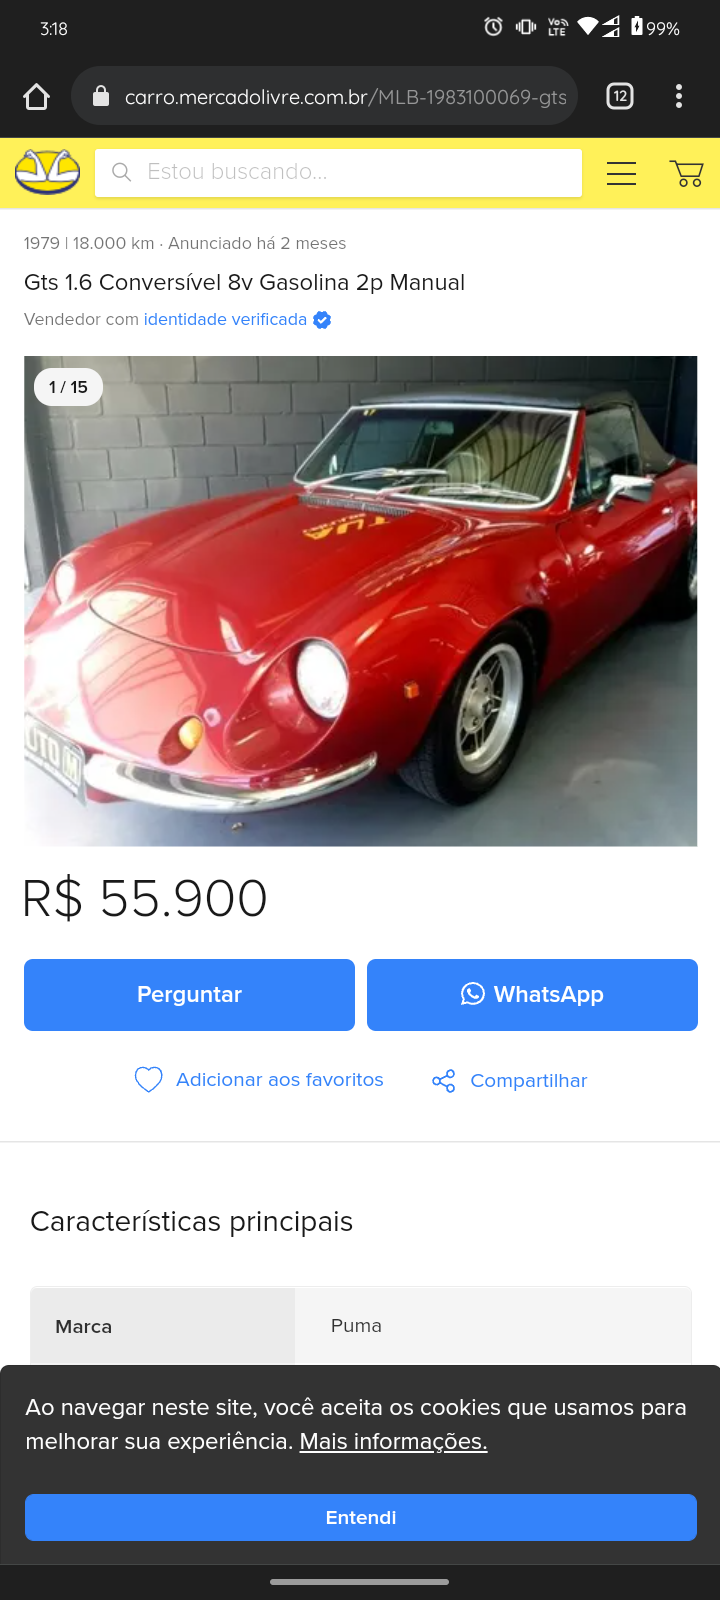 3:18
Vo
LTE
99%
carro.mercadolivre.com.br/MLB-1983100069-gts
12
Estou buscando...
1979 | 18.000 km · Anunciado há 2 meses
Gts 1.6 Conversível 8v Gasolina 2p Manual
Vendedor com identidade verificada
1 / 15
R$ 55.900
Perguntar
WhatsApp
Adicionar aos favoritos
Compartilhar
Características principais
Marca
Puma
Ao navegar neste site, você aceita os cookies que usamos para
melhorar sua experiência. Mais informações.
Entendi